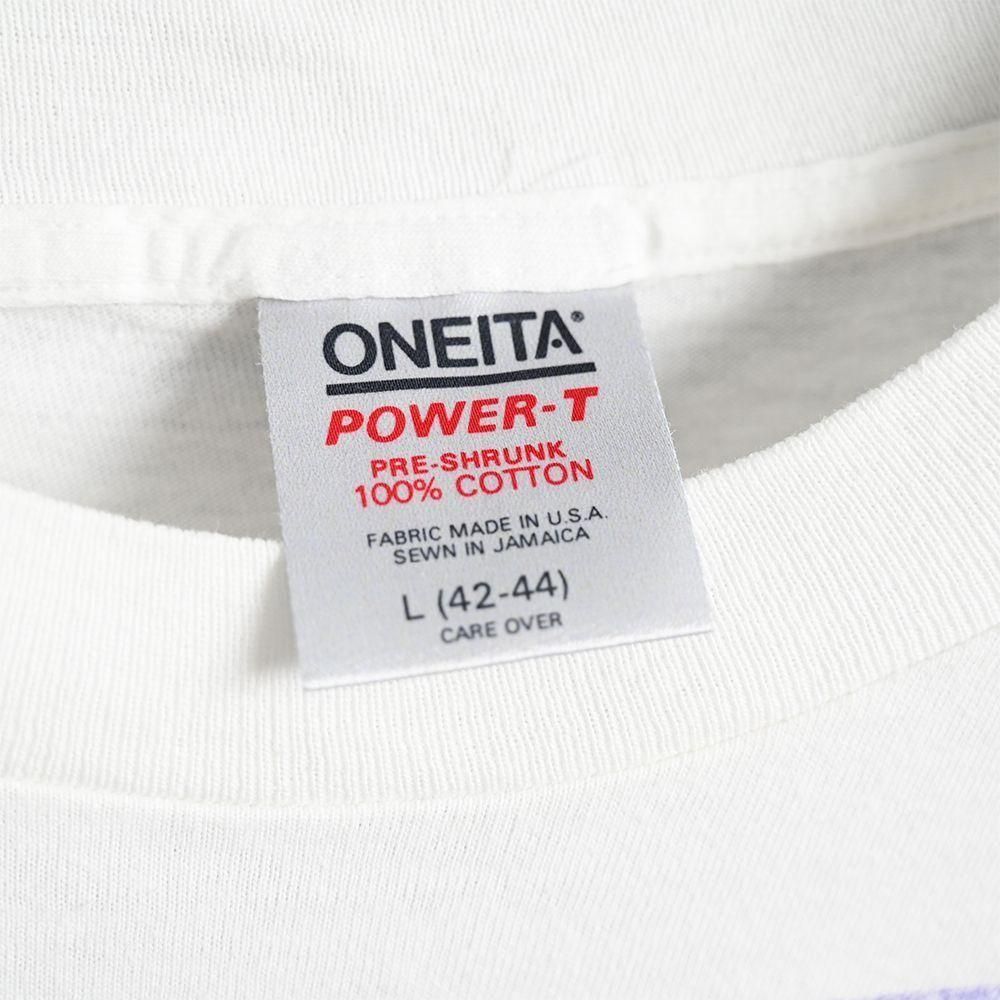 ONEITA®
POWER-T
PRE-SHRUNK
100% COTTON
FABRIC MADE IN U.S.A.
SEWN IN JAMAICA
L (42-44)
CARE OVER